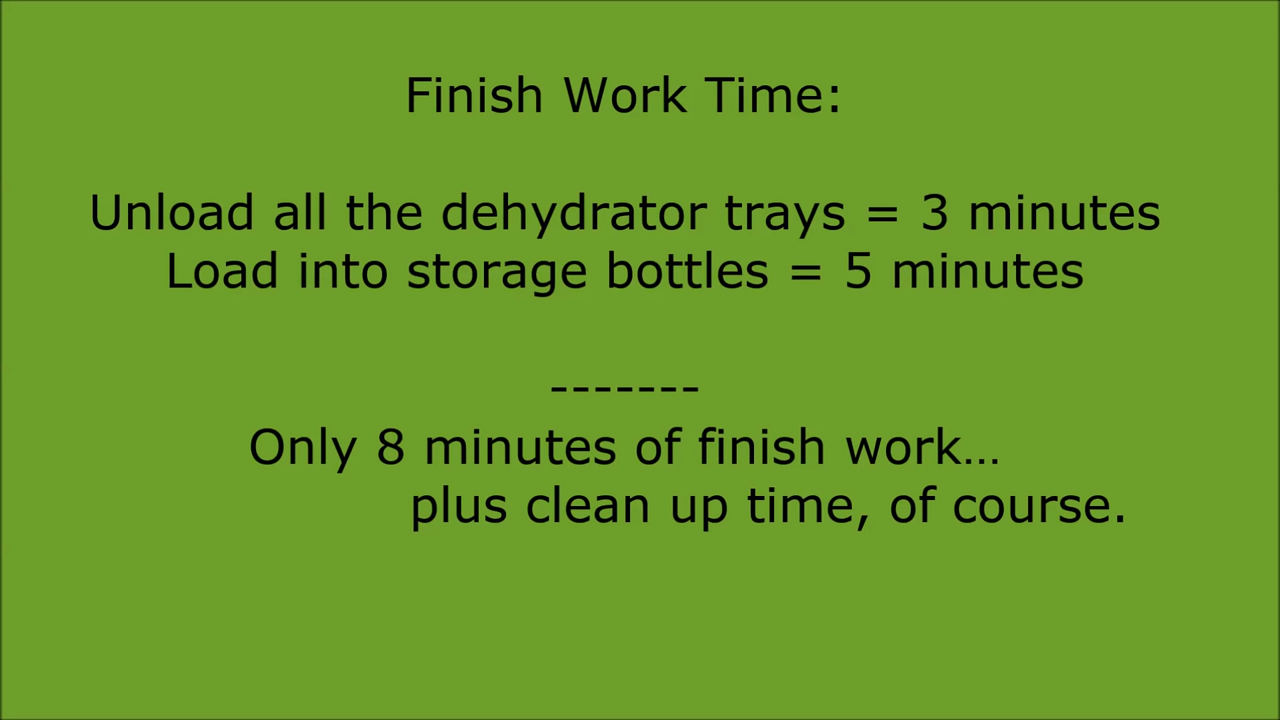 Finish Work Time:
Unload all the dehydrator trays = 3 minutes
Load into storage bottles = 5 minutes
-------
Only 8 minutes of finish work…
plus clean up time, of course.